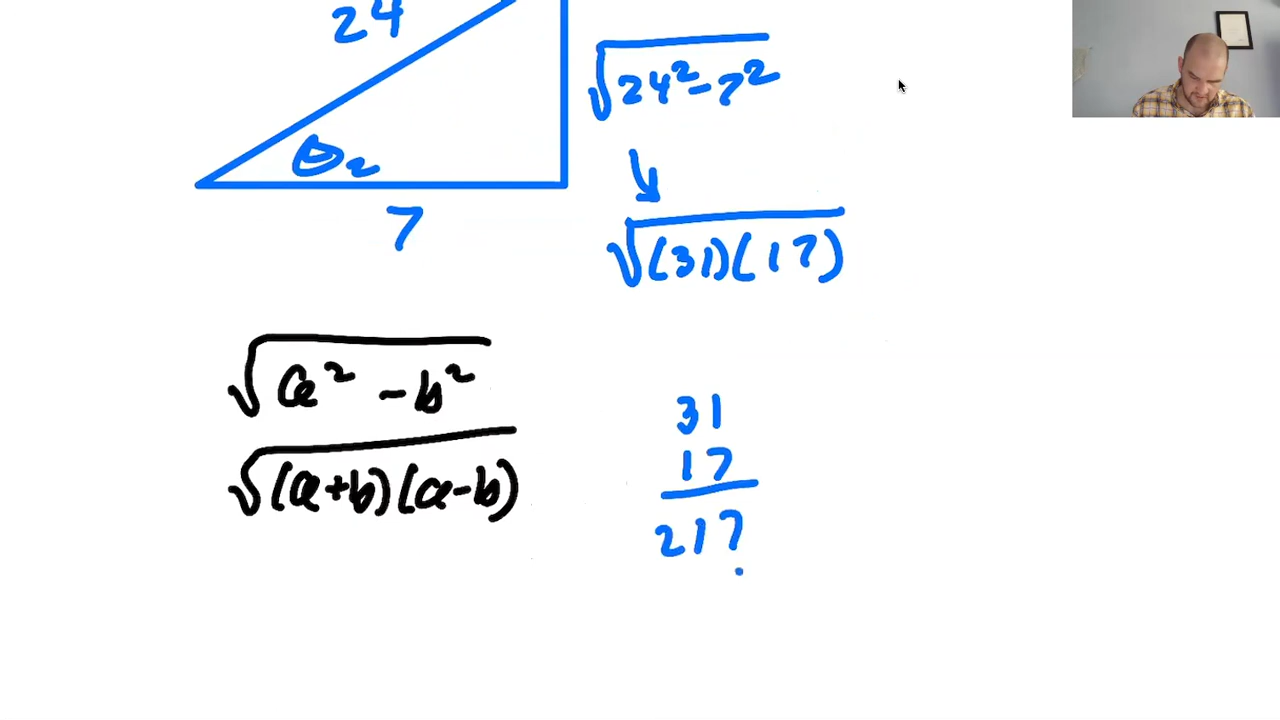 24
θ₂
7
√(24² - 7²)
√((31)(17))
√(a² - b²)
√((a+b)(a-b))
31
17
217
.